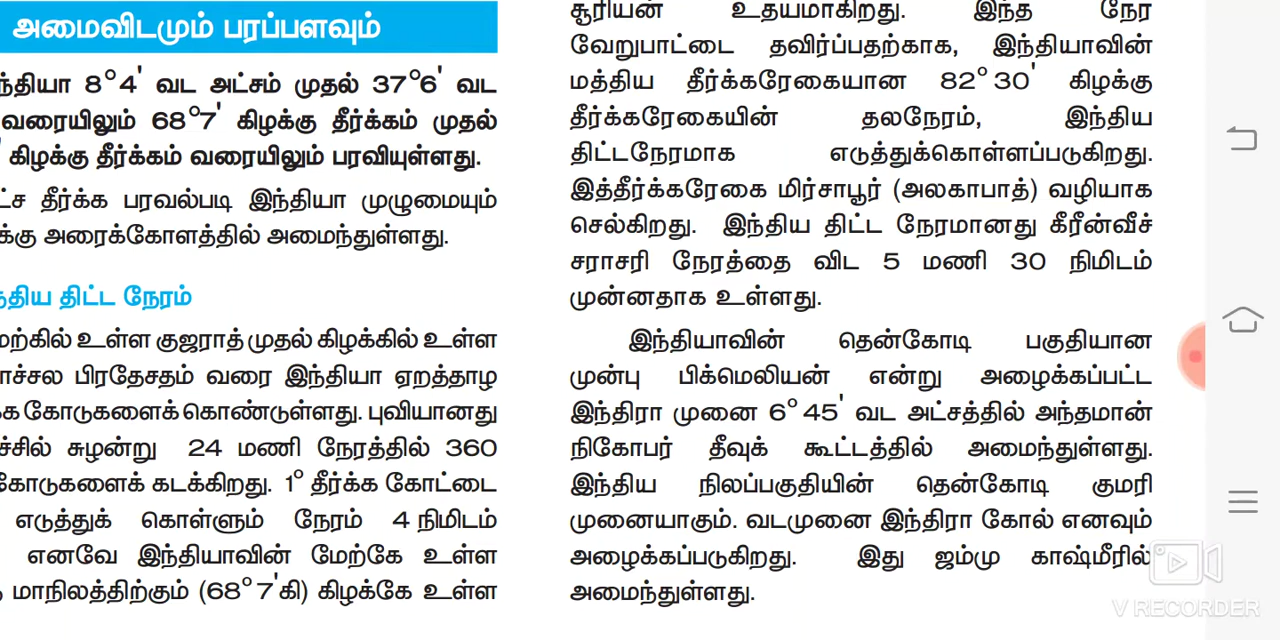 அமைவிடமும் பரப்பளவும்
8°4' வட அட்சம் முதல் 37°6' வட
வரையிலும் 68°7' கிழக்கு தீர்க்கம் முதல்
கிழக்கு தீர்க்கம் வரையிலும் பரவியுள்ளது.
தீர்க்க பரவல்படி இந்தியா முழுமையும்
அரைக்கோளத்தில் அமைந்துள்ளது.
திட்ட நேரம்
உள்ள குஜராத் முதல் கிழக்கில் உள்ள
பிரதேசதம் வரை இந்தியா ஏறத்தாழ
கோடுகளைக் கொண்டுள்ளது. புவியானது
சுழன்று 24 மணி நேரத்தில் 360
கோடுகளைக் கடக்கிறது. 1° தீர்க்க கோட்டை
எடுத்துக் கொள்ளும் நேரம் 4 நிமிடம்
எனவே இந்தியாவின் மேற்கே உள்ள
மாநிலத்திற்கும் (68°7'கி) கிழக்கே உள்ள
சூரியன் உதயமாகிறது. இந்த நேர
வேறுபாட்டை தவிர்ப்பதற்காக, இந்தியாவின்
மத்திய தீர்க்கரேகையான 82°30' கிழக்கு
தீர்க்கரேகையின் தலநேரம், இந்திய
திட்டநேரமாக எடுத்துக்கொள்ளப்படுகிறது.
இத்தீர்க்கரேகை மிர்சாபூர் (அலகாபாத்) வழியாக
செல்கிறது. இந்திய திட்ட நேரமானது கிரீன்வீச்
சராசரி நேரத்தை விட 5 மணி 30 நிமிடம்
முன்னதாக உள்ளது.
இந்தியாவின் தென்கோடி பகுதியான
முன்பு பிக்மெலியன் என்று அழைக்கப்பட்ட
இந்திரா முனை 6°45' வட அட்சத்தில் அந்தமான்
நிகோபர் தீவுக் கூட்டத்தில் அமைந்துள்ளது.
இந்திய நிலப்பகுதியின் தென்கோடி குமரி
முனையாகும். வடமுனை இந்திரா கோல் எனவும்
அழைக்கப்படுகிறது. இது ஜம்மு காஷ்மீரில்
அமைந்துள்ளது.
V RECORDER